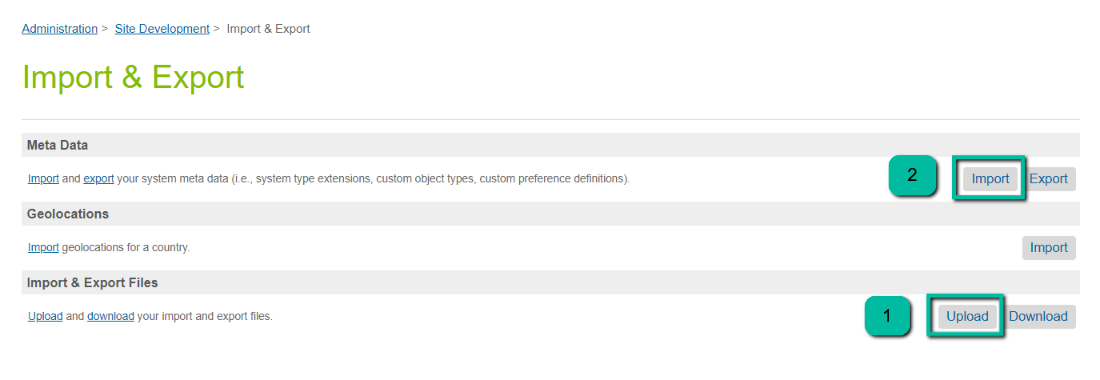 Administration > Site Development > Import & Export
Import & Export
Meta Data
Import and export your system meta data (i.e., system type extensions, custom object types, custom preference definitions).
2
Import
Export
Geolocations
Import geolocations for a country.
Import
Import & Export Files
Upload and download your import and export files.
1
Upload
Download